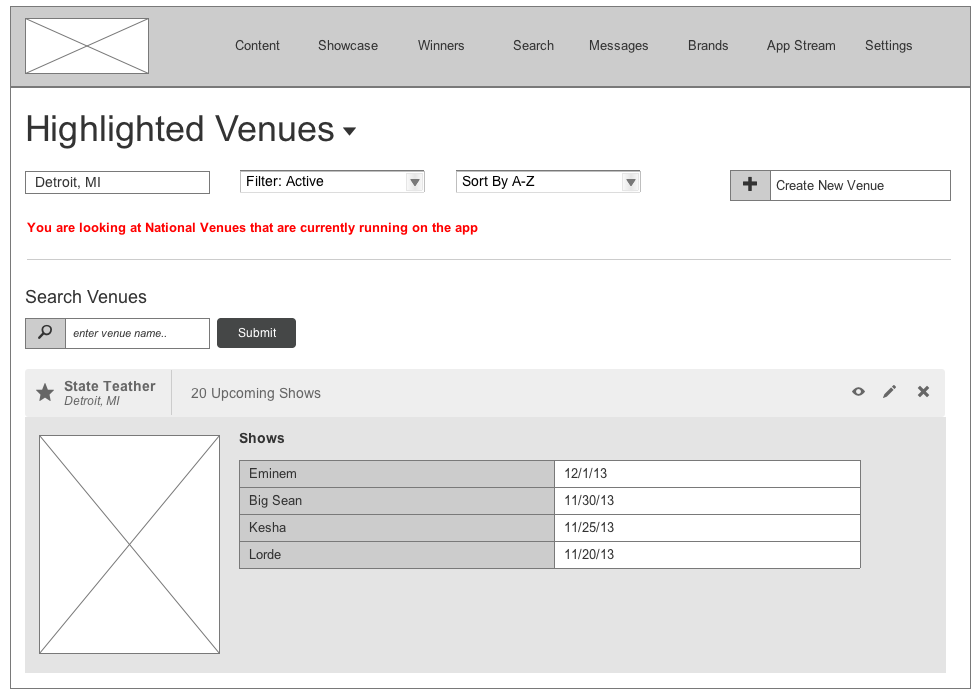 Content Showcase Winners Search Messages Brands App Stream Settings
Highlighted Venues
Detroit, MI Filter: Active Sort By A-Z Create New Venue
You are looking at National Venues that are currently running on the app
Search Venues
enter venue name.. Submit
State Teather
Detroit, MI
20 Upcoming Shows
Shows
Eminem 12/1/13
Big Sean 11/30/13
Kesha 11/25/13
Lorde 11/20/13